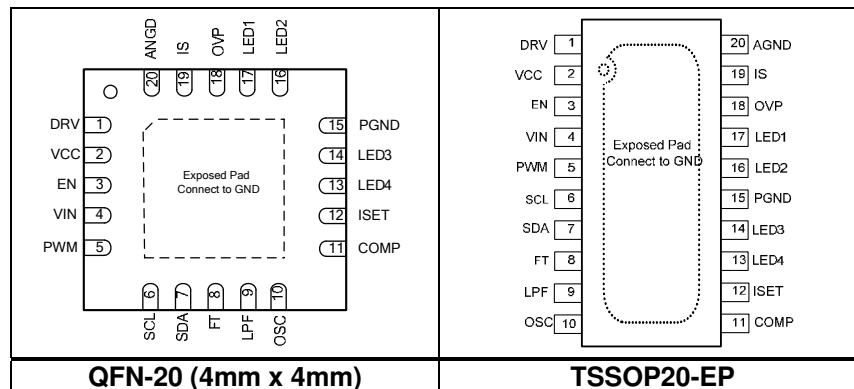 ANGD
IS
OVP
LED1
LED2
20
19
18
17
16
DRV 1
VCC 2
EN 3
VIN 4
PWM 5
15 PGND
14 LED3
13 LED4
12 ISET
11 COMP
Exposed Pad
Connect to GND
6
7
8
9
10
SCL
SDA
FT
LPF
OSC
QFN-20 (4mm x 4mm)
DRV 1
VCC 2
EN 3
VIN 4
PWM 5
SCL 6
SDA 7
FT 8
LPF 9
OSC 10
Exposed Pad
Connect to GND
20 AGND
19 IS
18 OVP
17 LED1
16 LED2
15 PGND
14 LED3
13 LED4
12 ISET
11 COMP
TSSOP20-EP